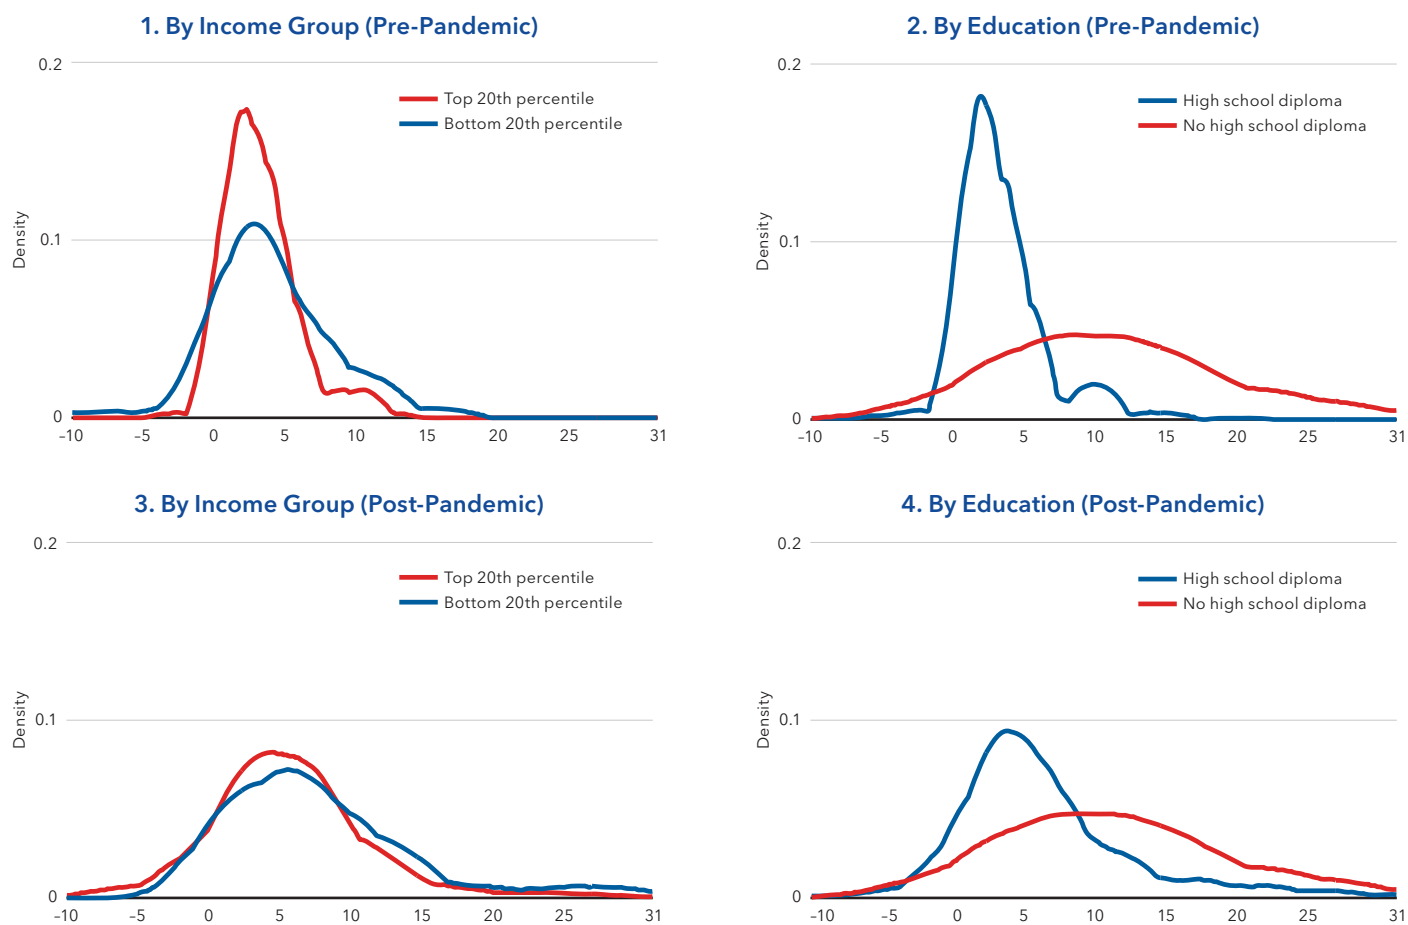 1. By Income Group (Pre-Pandemic)
0.2
Top 20th percentile
Bottom 20th percentile
Density
0.1
0
–10 –5 0 5 10 15 20 25 31
2. By Education (Pre-Pandemic)
0.2
High school diploma
No high school diploma
Density
0.1
0
–10 –5 0 5 10 15 20 25 31
3. By Income Group (Post-Pandemic)
0.2
Top 20th percentile
Bottom 20th percentile
Density
0.1
0
–10 –5 0 5 10 15 20 25 31
4. By Education (Post-Pandemic)
0.2
High school diploma
No high school diploma
Density
0.1
0
–10 –5 0 5 10 15 20 25 31